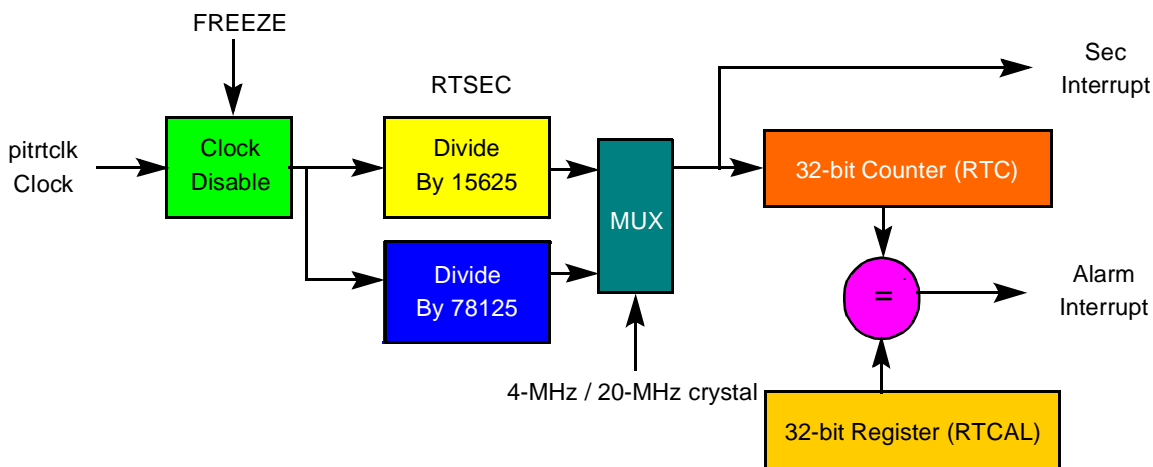 FREEZE
pitrtclk
Clock
Clock
Disable
RTSEC
Divide
By 15625
Divide
By 78125
MUX
4-MHz / 20-MHz crystal
Sec
Interrupt
32-bit Counter (RTC)
=
Alarm
Interrupt
32-bit Register (RTCAL)